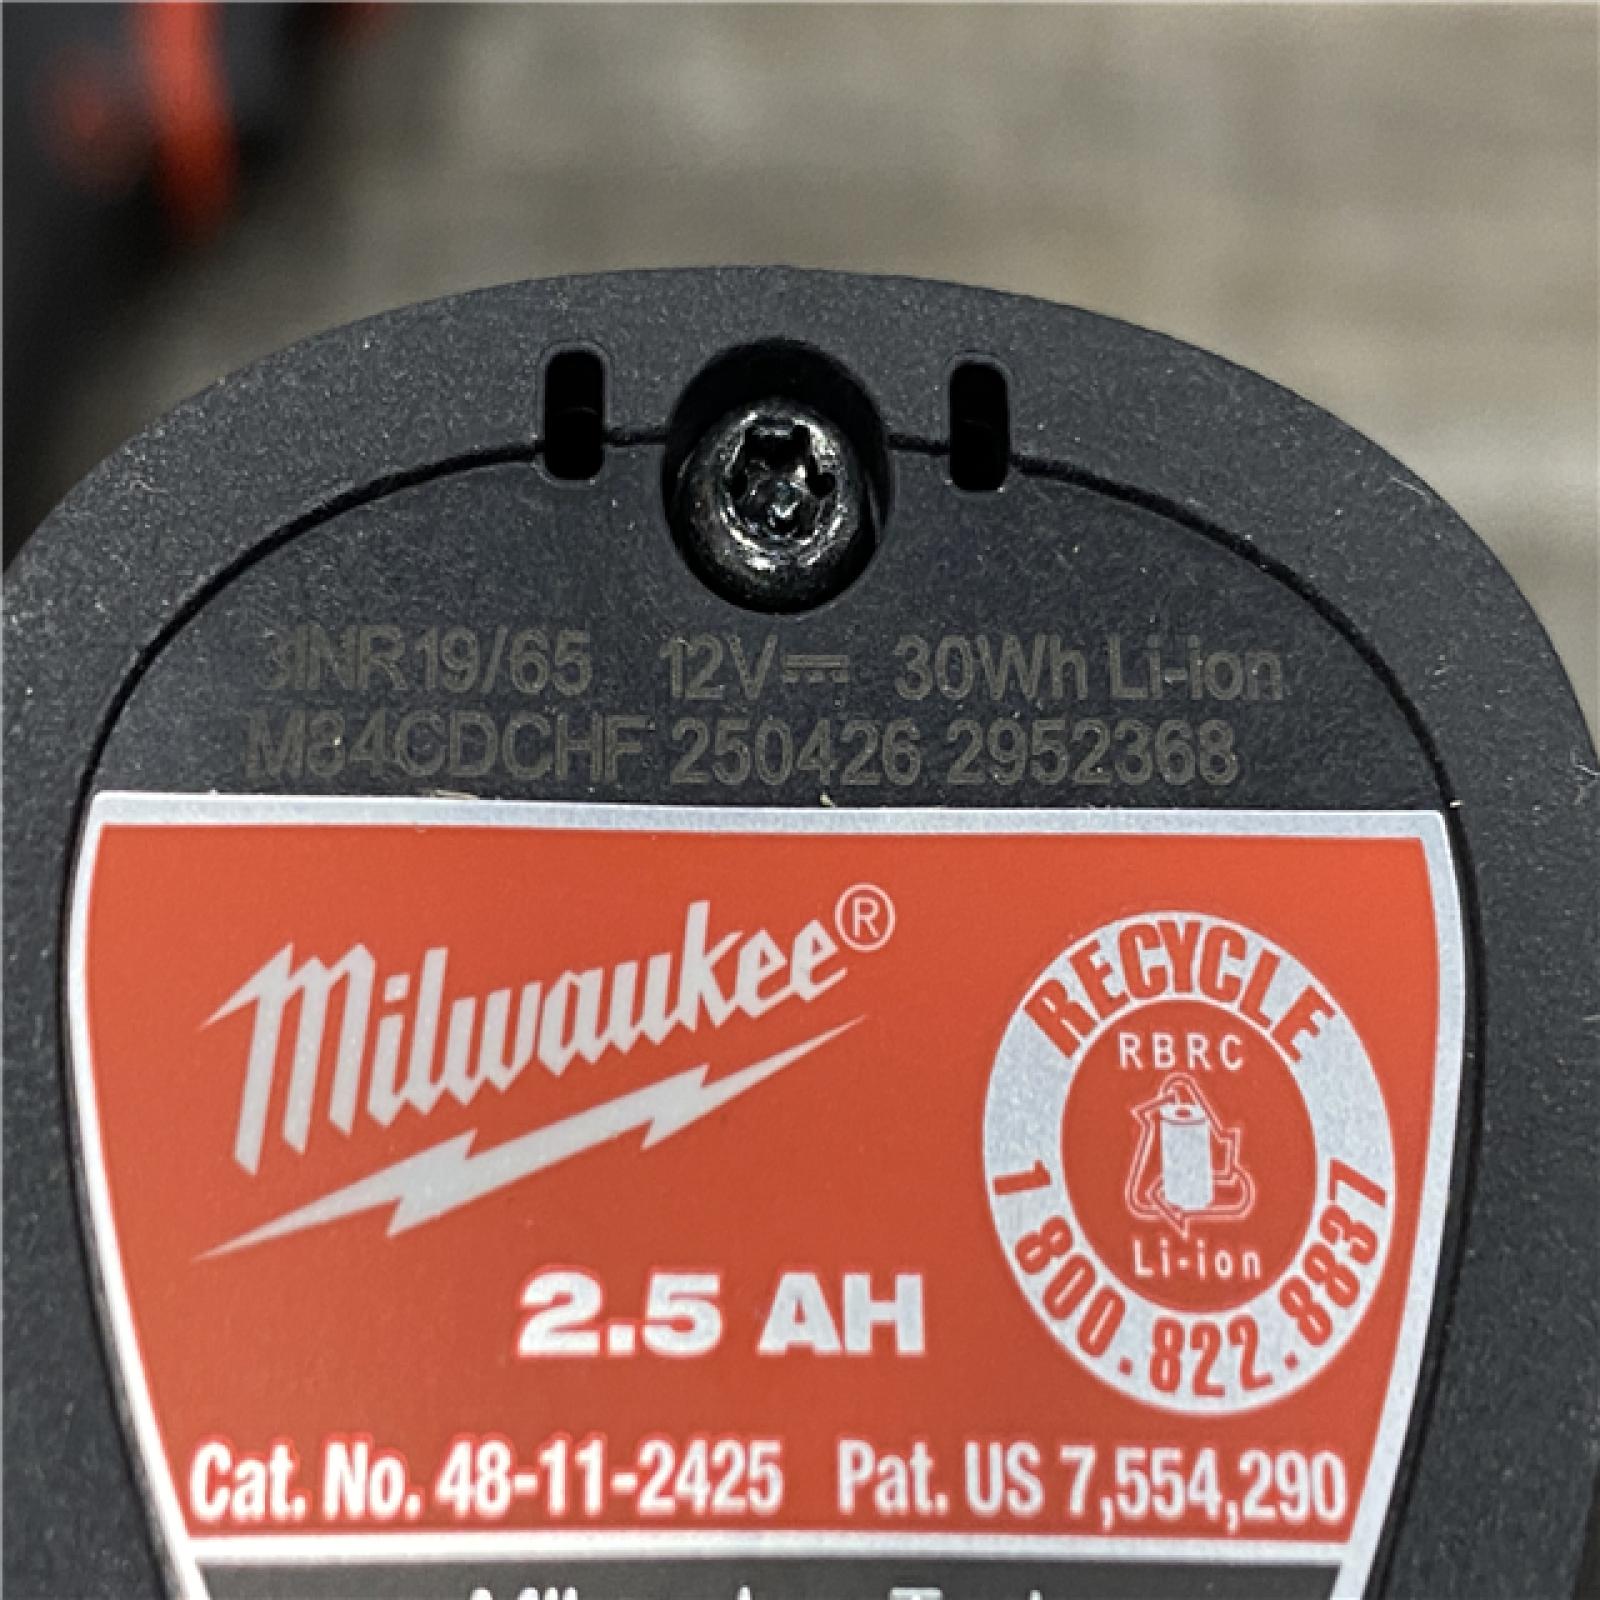 3INR19/65 12V⎓ 30Wh Li-ion
M84CDCHF 250426 2952368
Milwaukee®
RECYCLE
RBRC
Li-ion
1 800.822.8837
2.5 AH
Cat. No. 48-11-2425 Pat. US 7,554,290